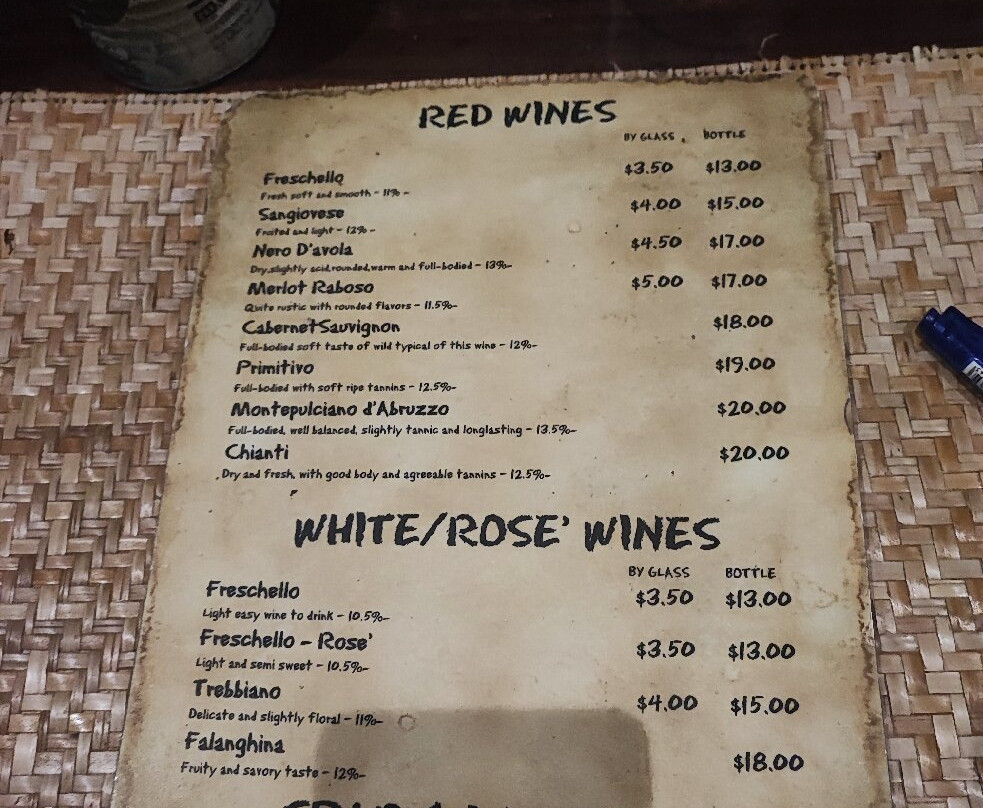 RED WINES
BY GLASS BOTTLE
Freschello $3.50 $13.00
Fresh soft and smooth - 11% -
Sangiovese $4.00 $15.00
Fruited and light - 12% -
Nero D'avola $4.50 $17.00
Dry,slightly acid,rounded,warm and full-bodied - 13%-
Merlot Raboso $5.00 $17.00
Quite rustic with rounded flavors - 11.5%-
Cabernet Sauvignon $18.00
Full-bodied soft taste of wild typical of this wine - 12%-
Primitivo $19.00
Full-bodied with soft ripe tannins - 12.5%-
Montepulciano d'Abruzzo $20.00
Full-bodied, well balanced, slightly tannic and longlasting - 13.5%-
Chianti $20.00
Dry and fresh, with good body and agreeable tannins - 12.5%-
WHITE/ROSE' WINES
BY GLASS BOTTLE
Freschello $3.50 $13.00
Light easy wine to drink - 10.5%-
Freschello - Rose' $3.50 $13.00
Light and semi sweet - 10.5%-
Trebbiano $4.00 $15.00
Delicate and slightly floral - 11%-
Falanghina $18.00
Fruity and savory taste - 12%-